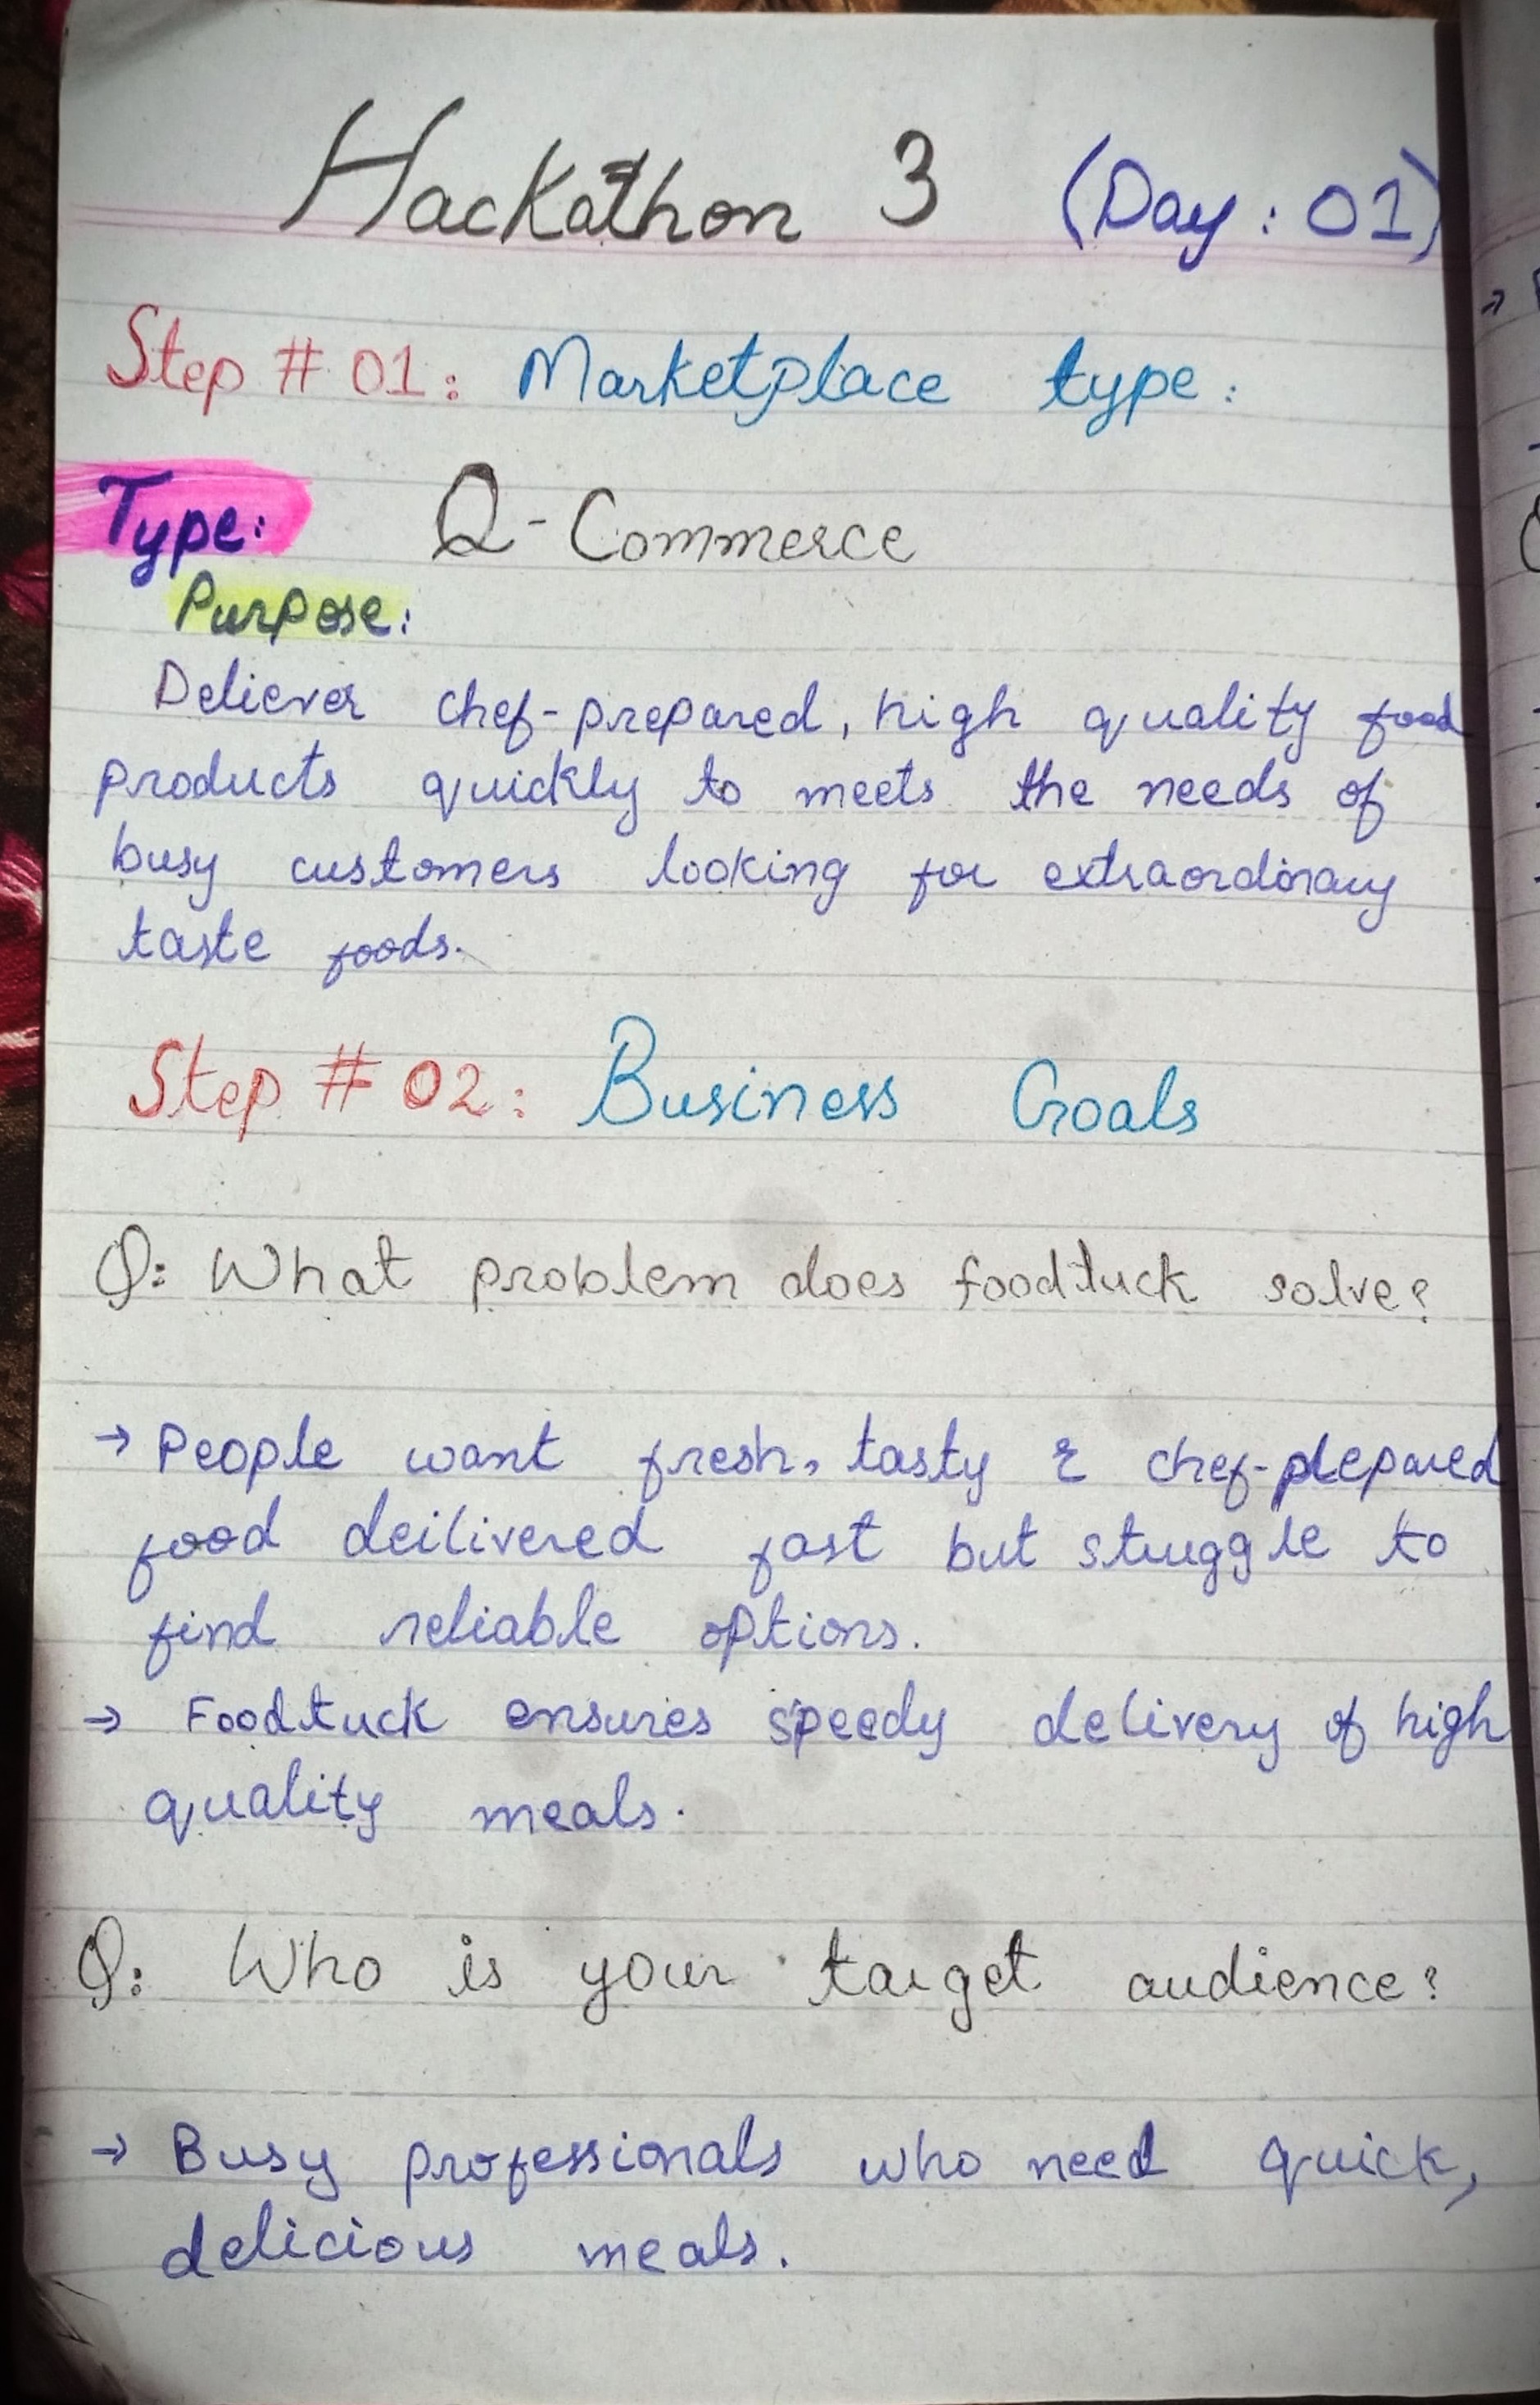 Hackathon 3 (Day : 01)
Step # 01: Marketplace type:
Type: Q-Commerce
Purpose:
Deliever chef-prepared, high quality food
products quickly to meets the needs of
busy customers looking for extraordinary
taste foods.
Step # 02: Business Goals
Q: What problem does foodtuck solve?
→ People want fresh, tasty & chef-prepared
food deilivered fast but struggle to
find reliable options.
→ Foodtuck ensures speedy delivery of high
quality meals.
Q: Who is your target audience?
→ Busy professionals who need quick,
delicious meals.